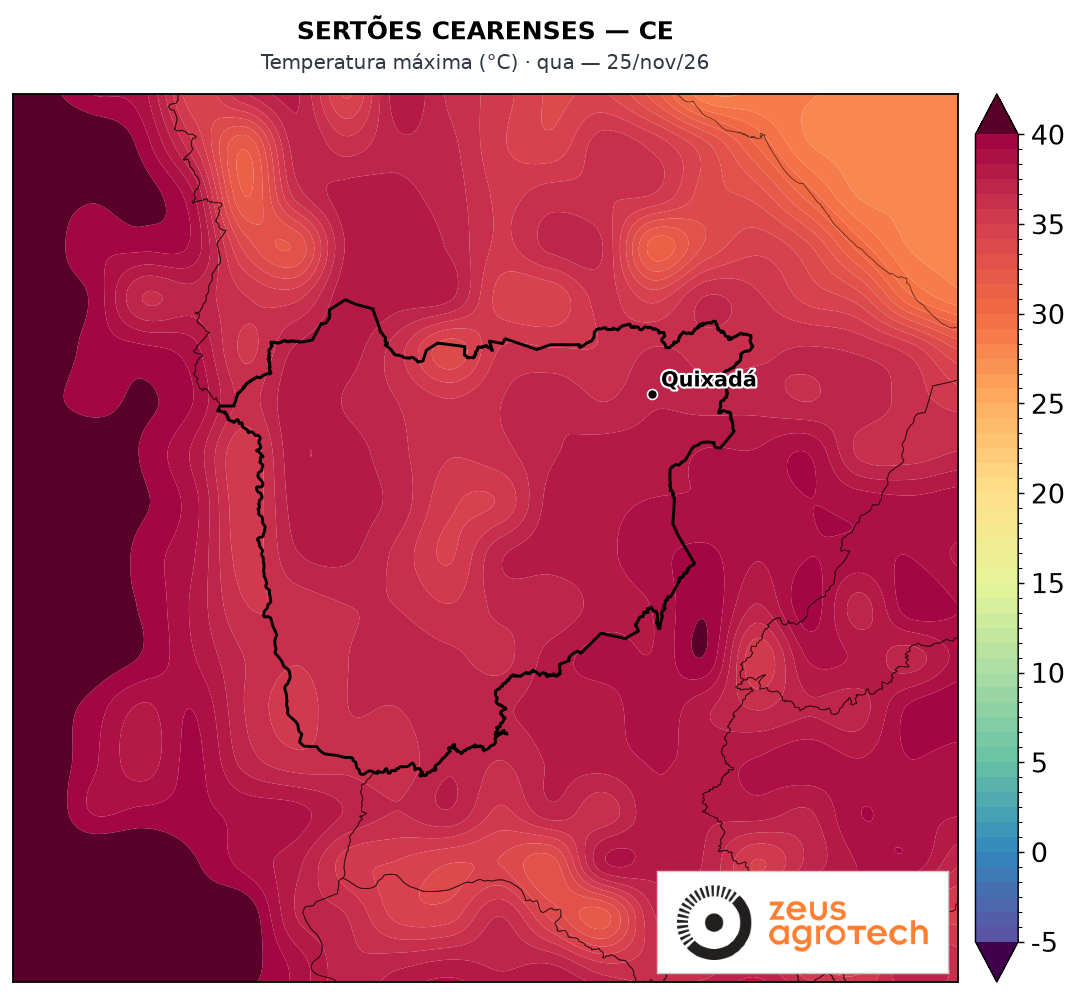 SERTÕES CEARENSES — CE
Temperatura máxima (°C) · qua — 25/nov/26
Quixadá
40
35
30
25
20
15
10
5
0
-5
zeus
agrotech